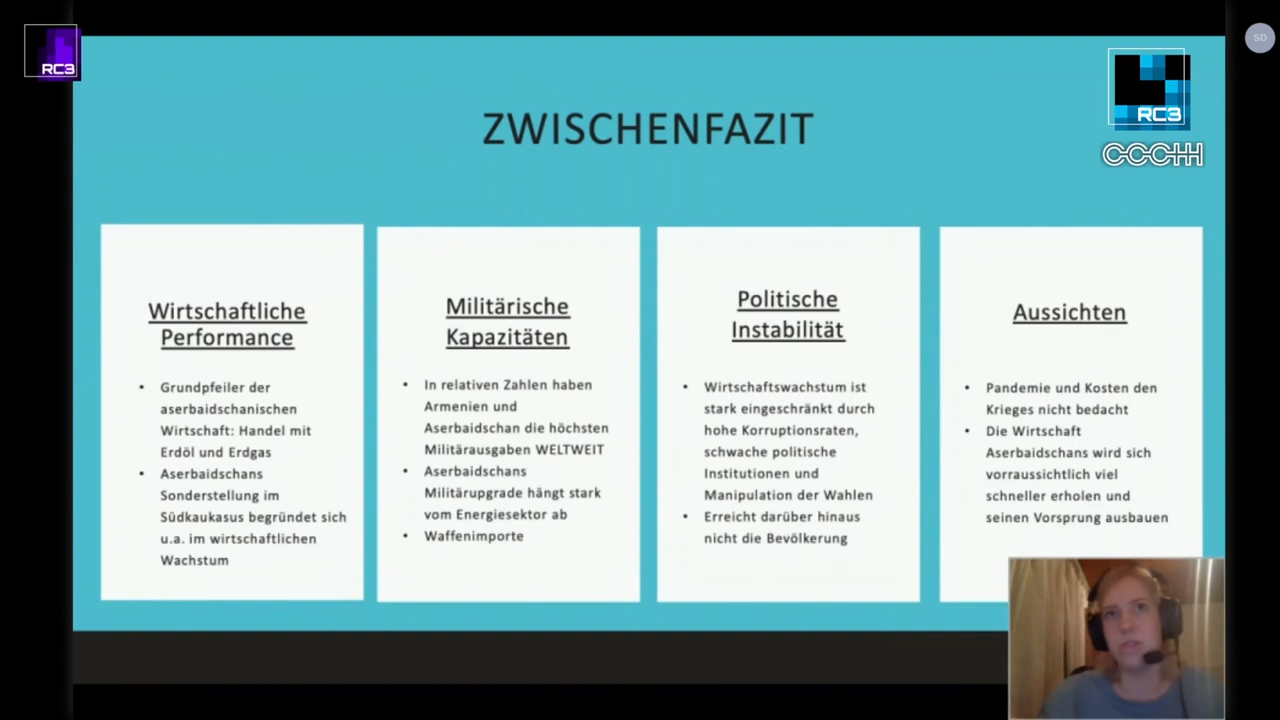 RC3
SD
RC3
CCCHH
ZWISCHENFAZIT
Wirtschaftliche
Performance
• Grundpfeiler der
aserbaidschanischen
Wirtschaft: Handel mit
Erdöl und Erdgas
• Aserbaidschans
Sonderstellung im
Südkaukasus begründet sich
u.a. im wirtschaftlichen
Wachstum
Militärische
Kapazitäten
• In relativen Zahlen haben
Armenien und
Aserbaidschan die höchsten
Militärausgaben WELTWEIT
• Aserbaidschans
Militärupgrade hängt stark
vom Energiesektor ab
• Waffenimporte
Politische
Instabilität
• Wirtschaftswachstum ist
stark eingeschränkt durch
hohe Korruptionsraten,
schwache politische
Institutionen und
Manipulation der Wahlen
• Erreicht darüber hinaus
nicht die Bevölkerung
Aussichten
• Pandemie und Kosten den
Krieges nicht bedacht
• Die Wirtschaft
Aserbaidschans wird sich
vorraussichtlich viel
schneller erholen und
seinen Vorsprung ausbauen